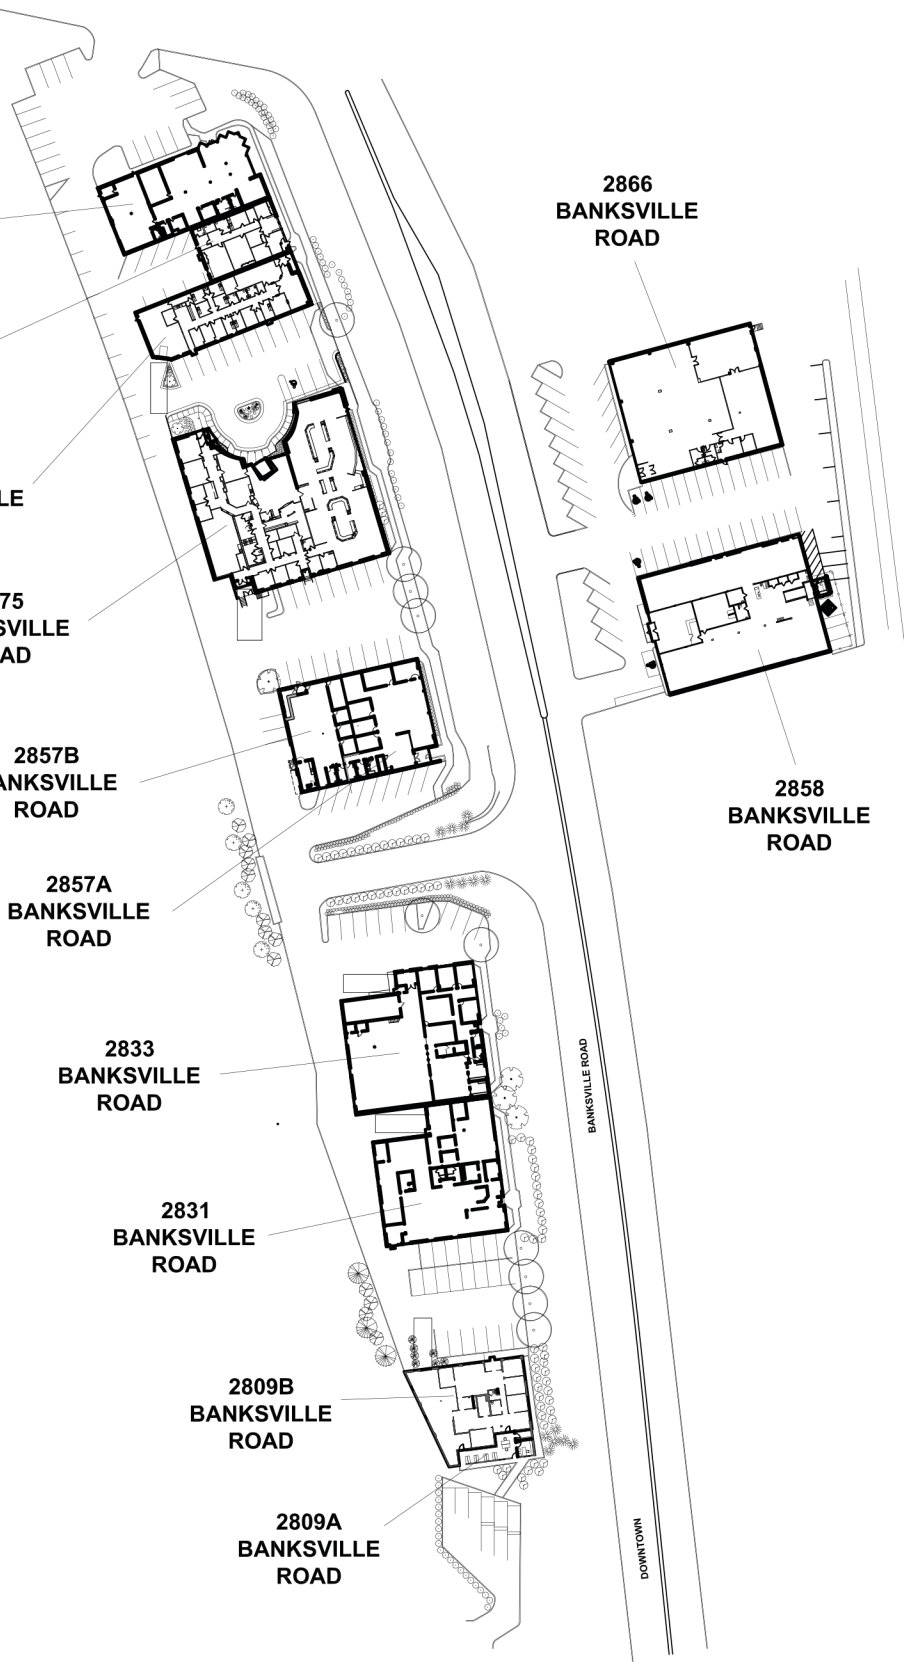 2866
BANKSVILLE
ROAD
LE
75
SVILLE
AD
2857B
ANKSVILLE
ROAD
2858
BANKSVILLE
ROAD
2857A
BANKSVILLE
ROAD
2833
BANKSVILLE
ROAD
BANKSVILLE ROAD
2831
BANKSVILLE
ROAD
2809B
BANKSVILLE
ROAD
2809A
BANKSVILLE
ROAD
DOWNTOWN